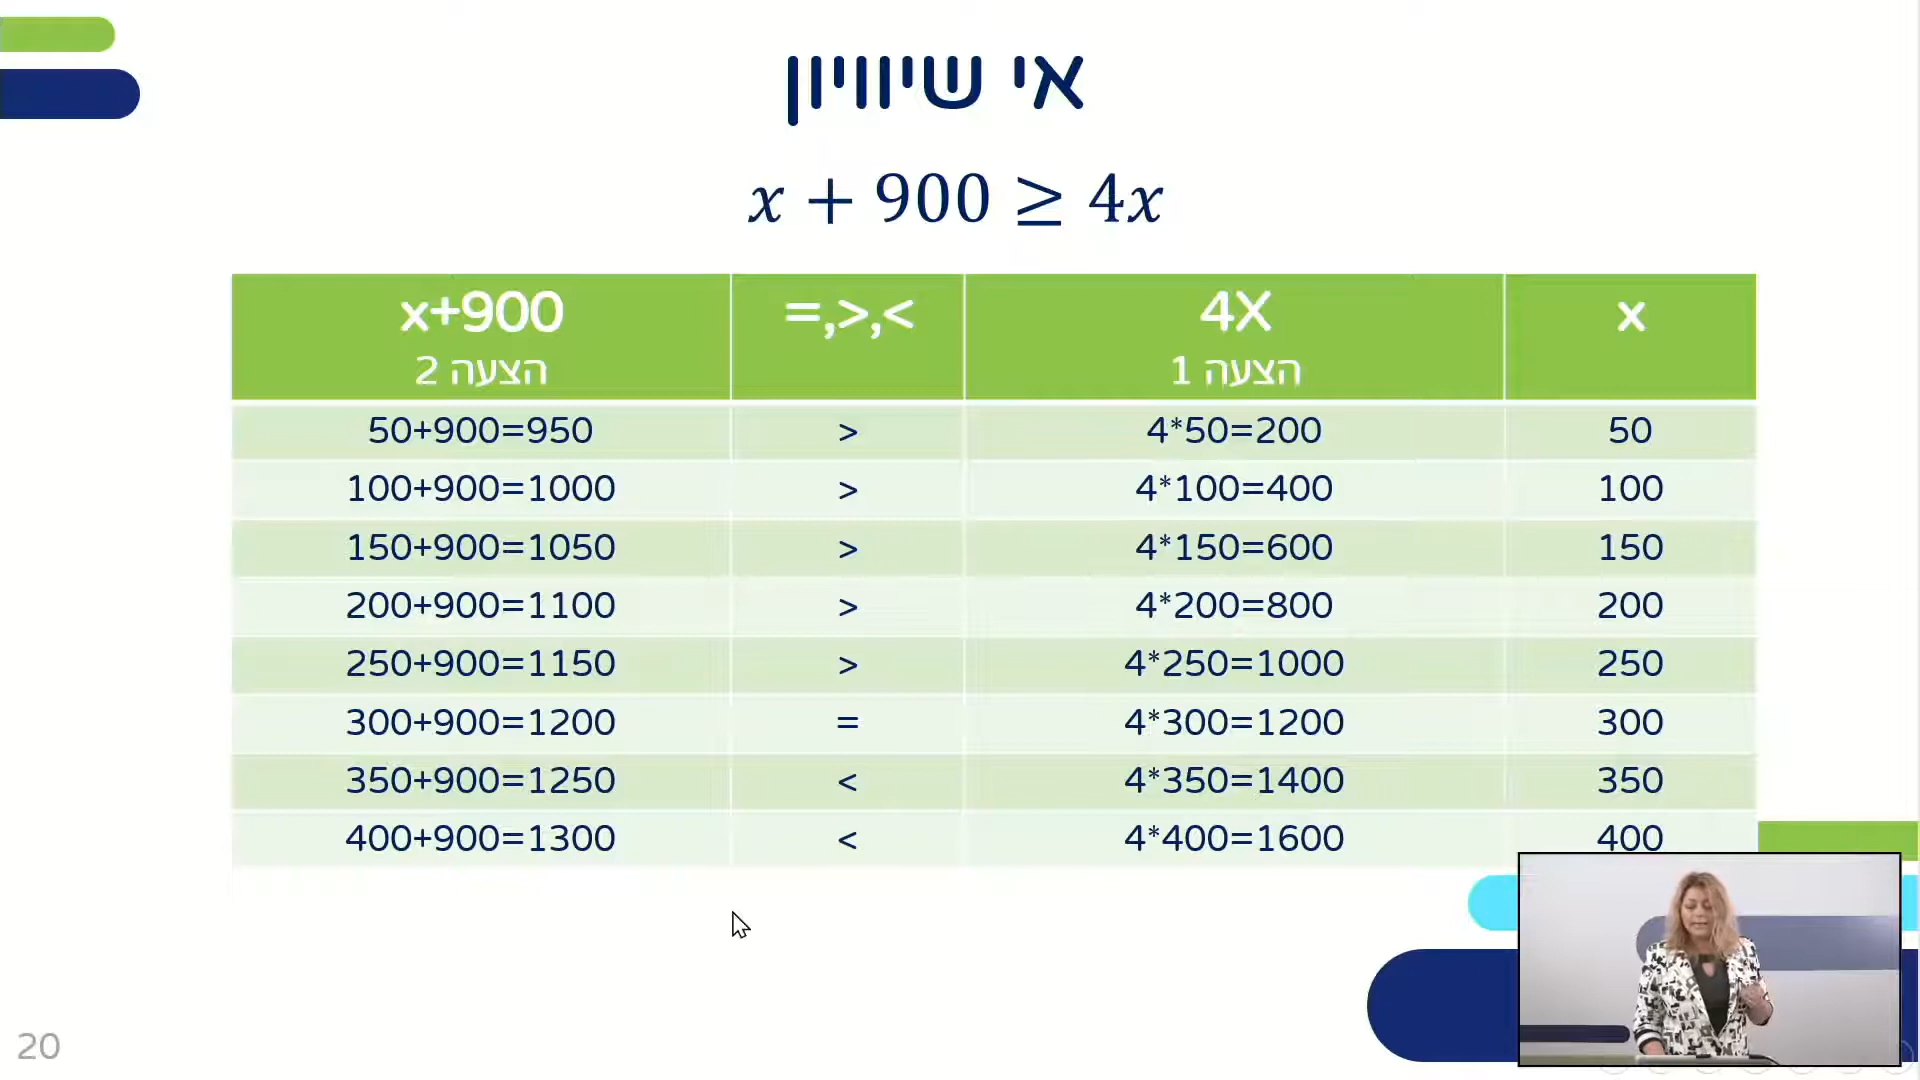 אי שיוויון
x + 900 ≥ 4x
x+900 =,>,< 4X x
הצעה 2 הצעה 1
50+900=950 > 4*50=200 50
100+900=1000 > 4*100=400 100
150+900=1050 > 4*150=600 150
200+900=1100 > 4*200=800 200
250+900=1150 > 4*250=1000 250
300+900=1200 = 4*300=1200 300
350+900=1250 < 4*350=1400 350
400+900=1300 < 4*400=1600 400
20